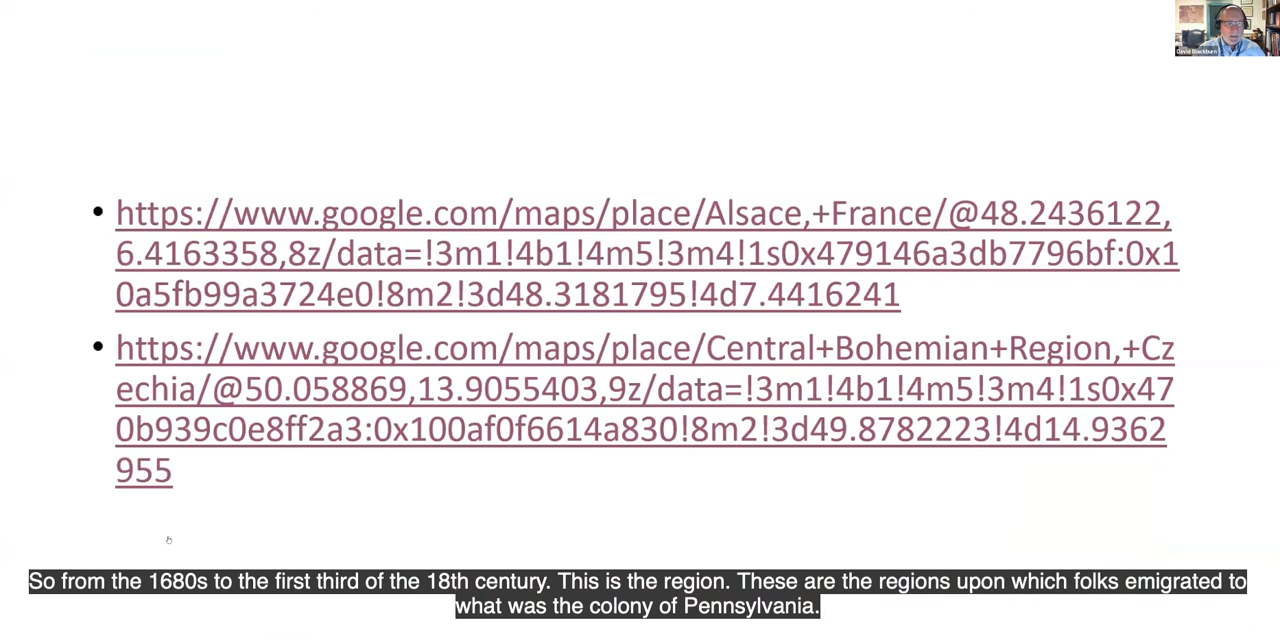 David Blackburn
https://www.google.com/maps/place/Alsace,+France/@48.2436122,
6.4163358,8z/data=!3m1!4b1!4m5!3m4!1s0x479146a3db7796bf:0x1
0a5fb99a3724e0!8m2!3d48.3181795!4d7.4416241
https://www.google.com/maps/place/Central+Bohemian+Region,+Cz
echia/@50.058869,13.9055403,9z/data=!3m1!4b1!4m5!3m4!1s0x47
0b939c0e8ff2a3:0x100af0f6614a830!8m2!3d49.8782223!4d14.9362
955
So from the 1680s to the first third of the 18th century. This is the region. These are the regions upon which folks emigrated to
what was the colony of Pennsylvania.